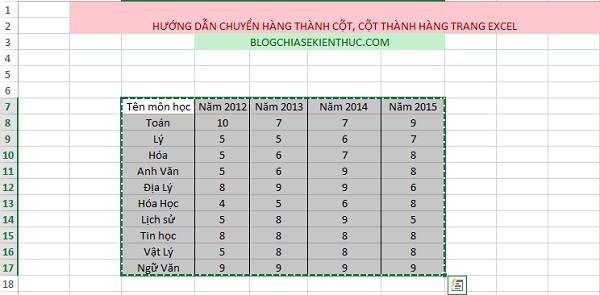 1
2 HƯỚNG DẪN CHUYỂN HÀNG THÀNH CỘT, CỘT THÀNH HÀNG TRANG EXCEL
3 BLOGCHIASEKIENTHUC.COM
4
5
6
7 Tên môn học Năm 2012 Năm 2013 Năm 2014 Năm 2015
8 Toán 10 7 7 9
9 Lý 5 5 6 7
10 Hóa 5 6 7 8
11 Anh Văn 5 6 9 8
12 Địa Lý 8 9 9 6
13 Hóa Học 4 5 6 8
14 Lịch sử 5 8 9 5
15 Tin học 8 8 8 8
16 Vật Lý 5 8 8 8
17 Ngữ Văn 9 9 9 9
18